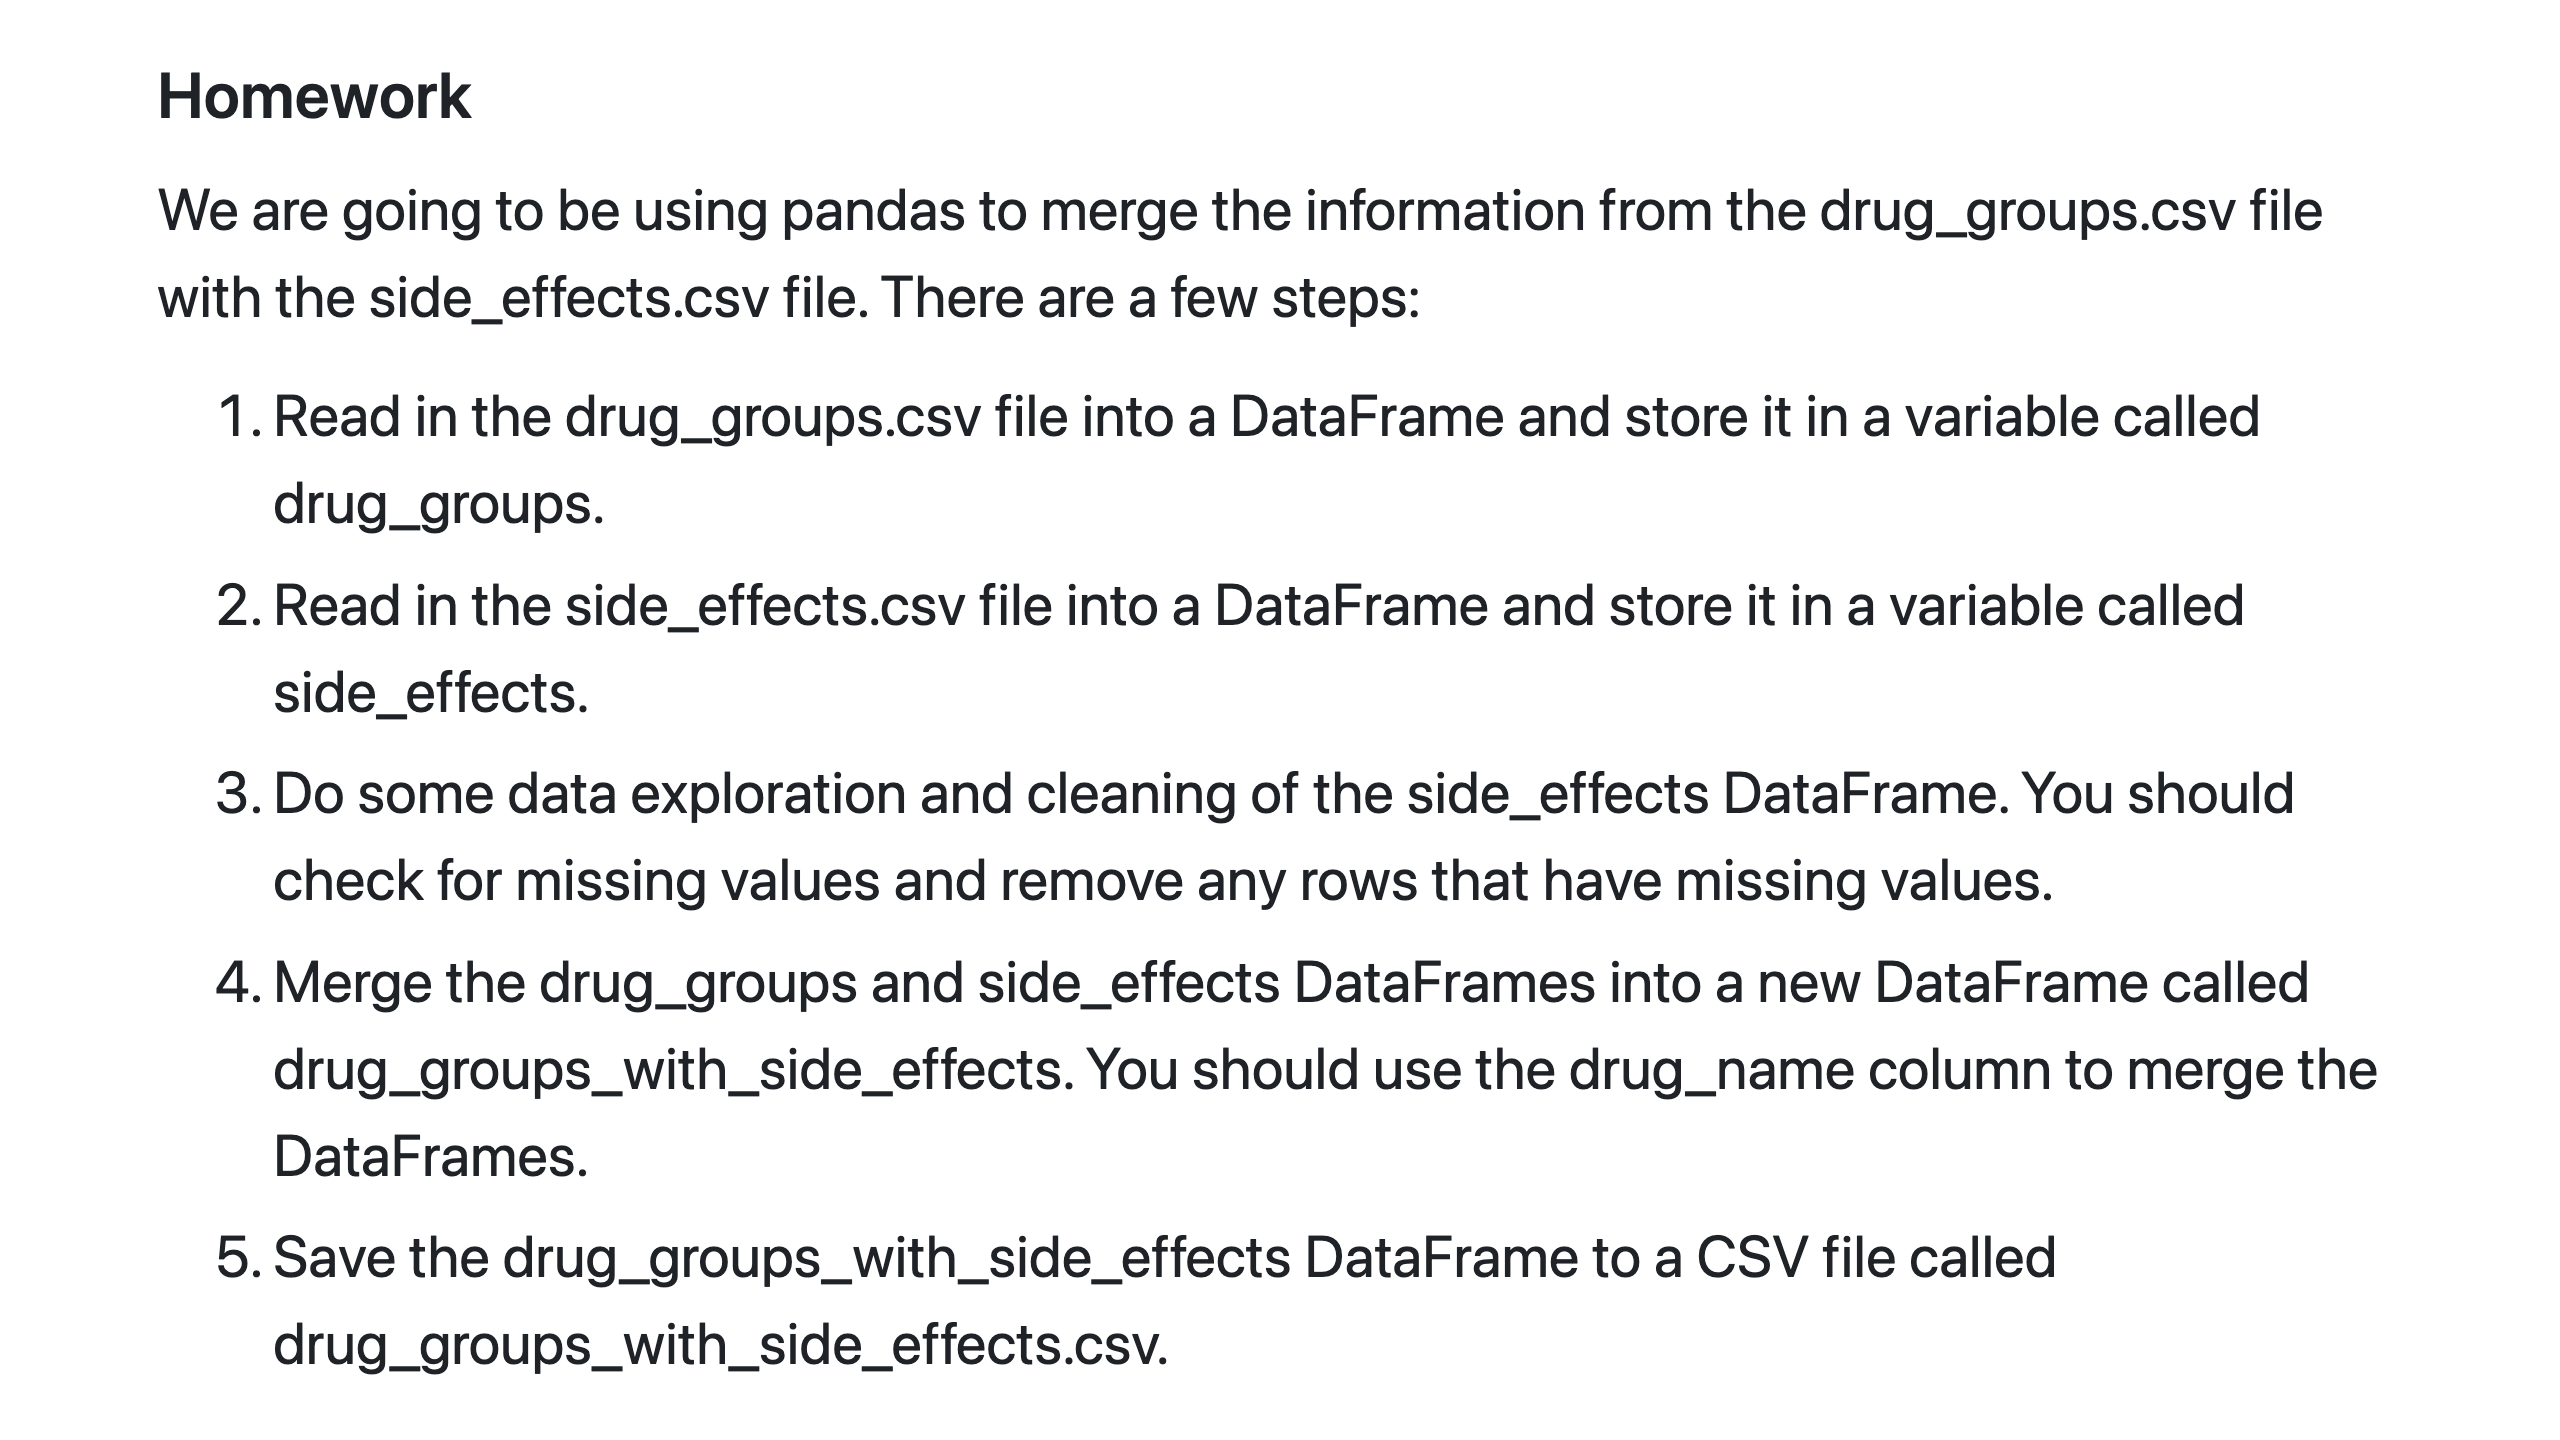 Homework
We are going to be using pandas to merge the information from the drug_groups.csv file
with the side_effects.csv file. There are a few steps:
1. Read in the drug_groups.csv file into a DataFrame and store it in a variable called
drug_groups.
2. Read in the side_effects.csv file into a DataFrame and store it in a variable called
side_effects.
3. Do some data exploration and cleaning of the side_effects DataFrame. You should
check for missing values and remove any rows that have missing values.
4. Merge the drug_groups and side_effects DataFrames into a new DataFrame called
drug_groups_with_side_effects. You should use the drug_name column to merge the
DataFrames.
5. Save the drug_groups_with_side_effects DataFrame to a CSV file called
drug_groups_with_side_effects.csv.